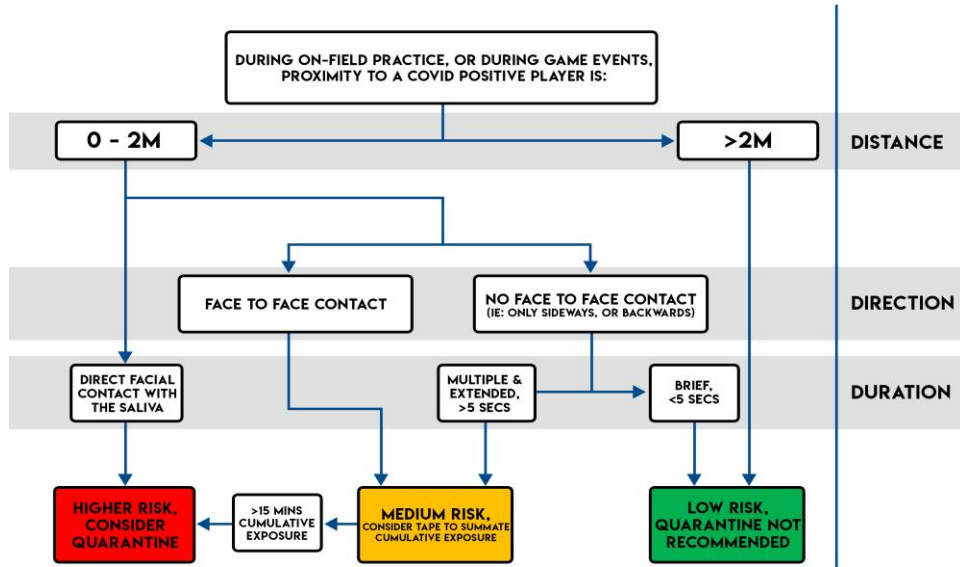 DURING ON-FIELD PRACTICE, OR DURING GAME EVENTS,
PROXIMITY TO A COVID POSITIVE PLAYER IS:
0 - 2M
>2M
DISTANCE
FACE TO FACE CONTACT
NO FACE TO FACE CONTACT
(IE: ONLY SIDEWAYS, OR BACKWARDS)
DIRECTION
DIRECT FACIAL
CONTACT WITH
THE SALIVA
MULTIPLE &
EXTENDED,
>5 SECS
BRIEF,
<5 SECS
DURATION
HIGHER RISK,
CONSIDER
QUARANTINE
>15 MINS
CUMULATIVE
EXPOSURE
MEDIUM RISK,
CONSIDER TAPE TO SUMMATE
CUMULATIVE EXPOSURE
LOW RISK,
QUARANTINE NOT
RECOMMENDED